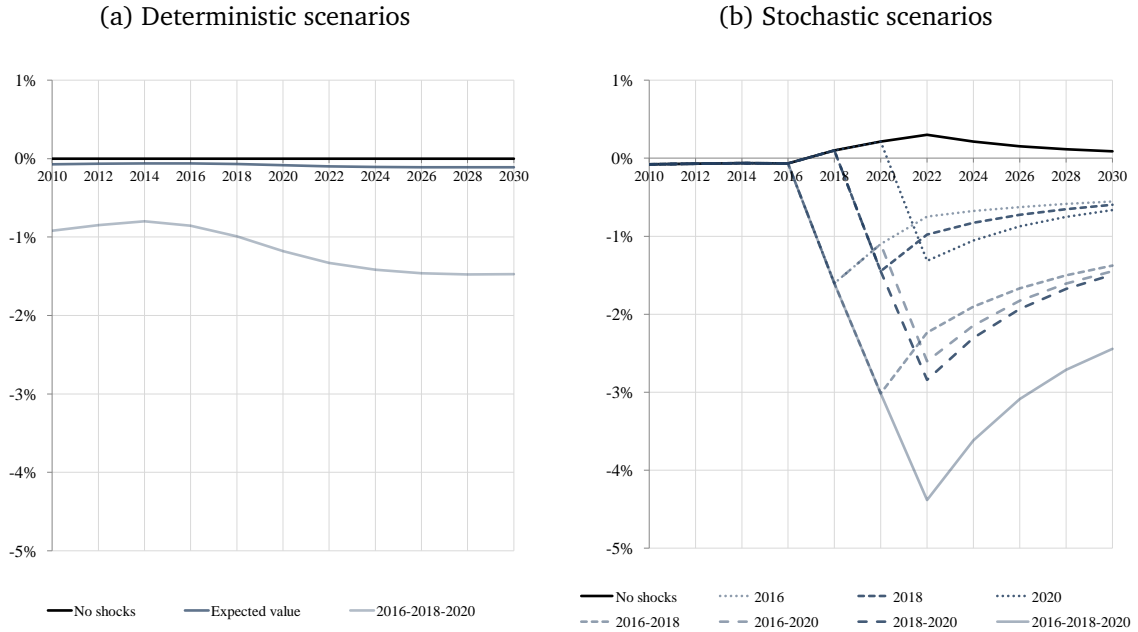 (a) Deterministic scenarios
1%
0%
2010 2012 2014 2016 2018 2020 2022 2024 2026 2028 2030
-1%
-2%
-3%
-4%
-5%
No shocks Expected value 2016-2018-2020
(b) Stochastic scenarios
1%
0%
2010 2012 2014 2016 2018 2020 2022 2024 2026 2028 2030
-1%
-2%
-3%
-4%
-5%
No shocks 2016 2018 2020
2016-2018 2016-2020 2018-2020 2016-2018-2020